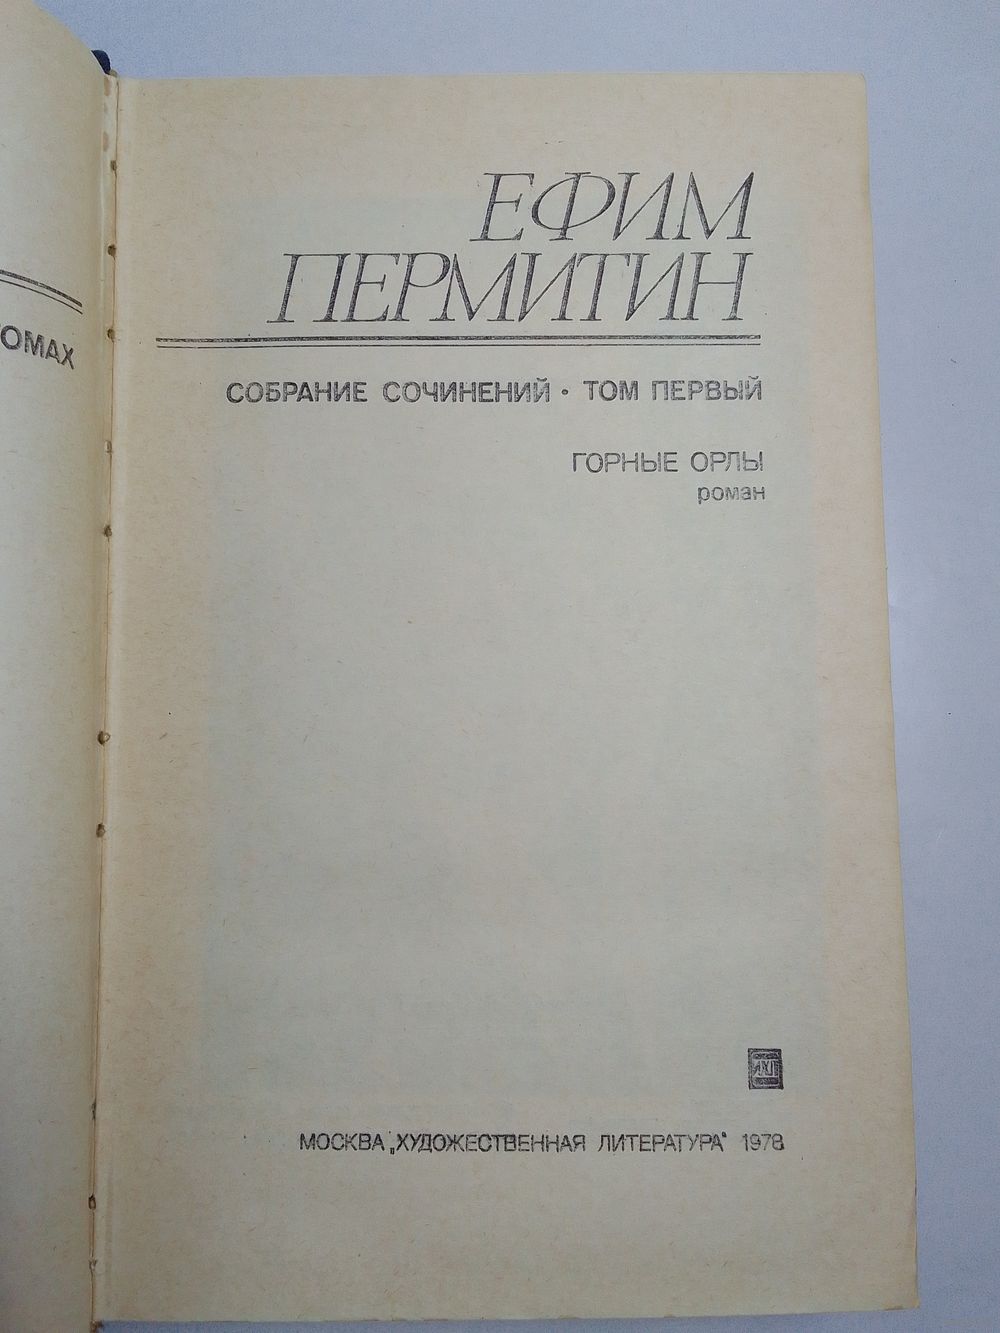 ОМАХ
ЕФИМ
ПЕРМИТИН
СОБРАНИЕ СОЧИНЕНИЙ • ТОМ ПЕРВЫЙ
ГОРНЫЕ ОРЛЫ
роман
МОСКВА „ХУДОЖЕСТВЕННАЯ ЛИТЕРАТУРА“ 1978